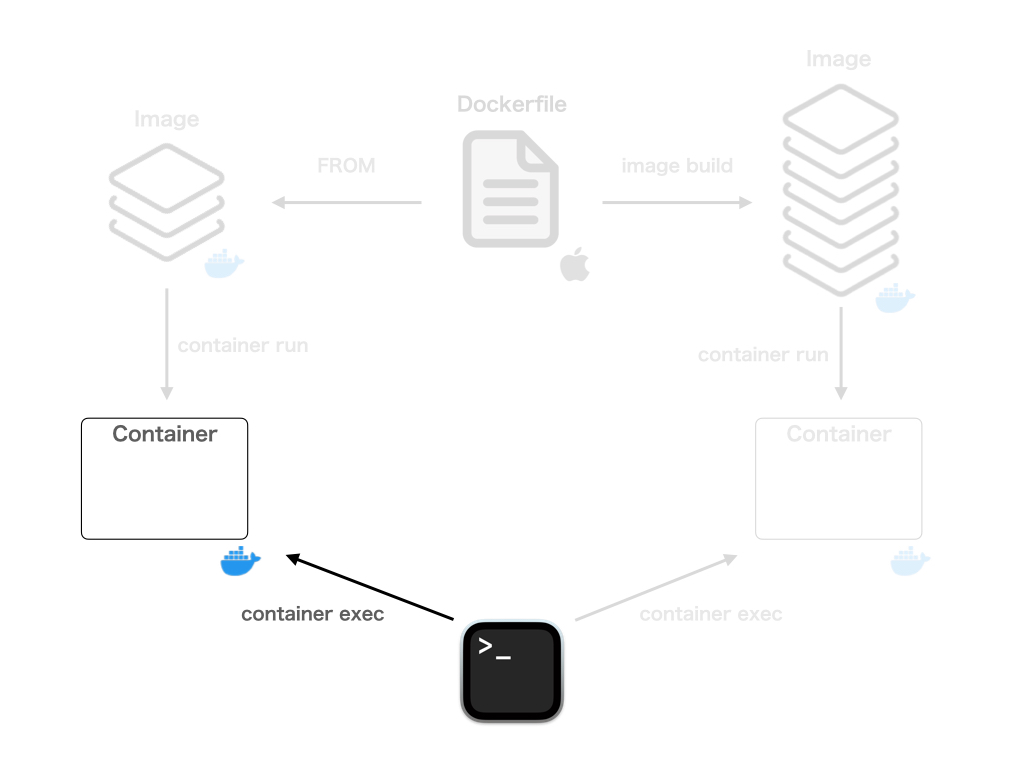 Image
Dockerfile
Image
FROM
image build
container run
container run
Container
Container
container exec
container exec
>_